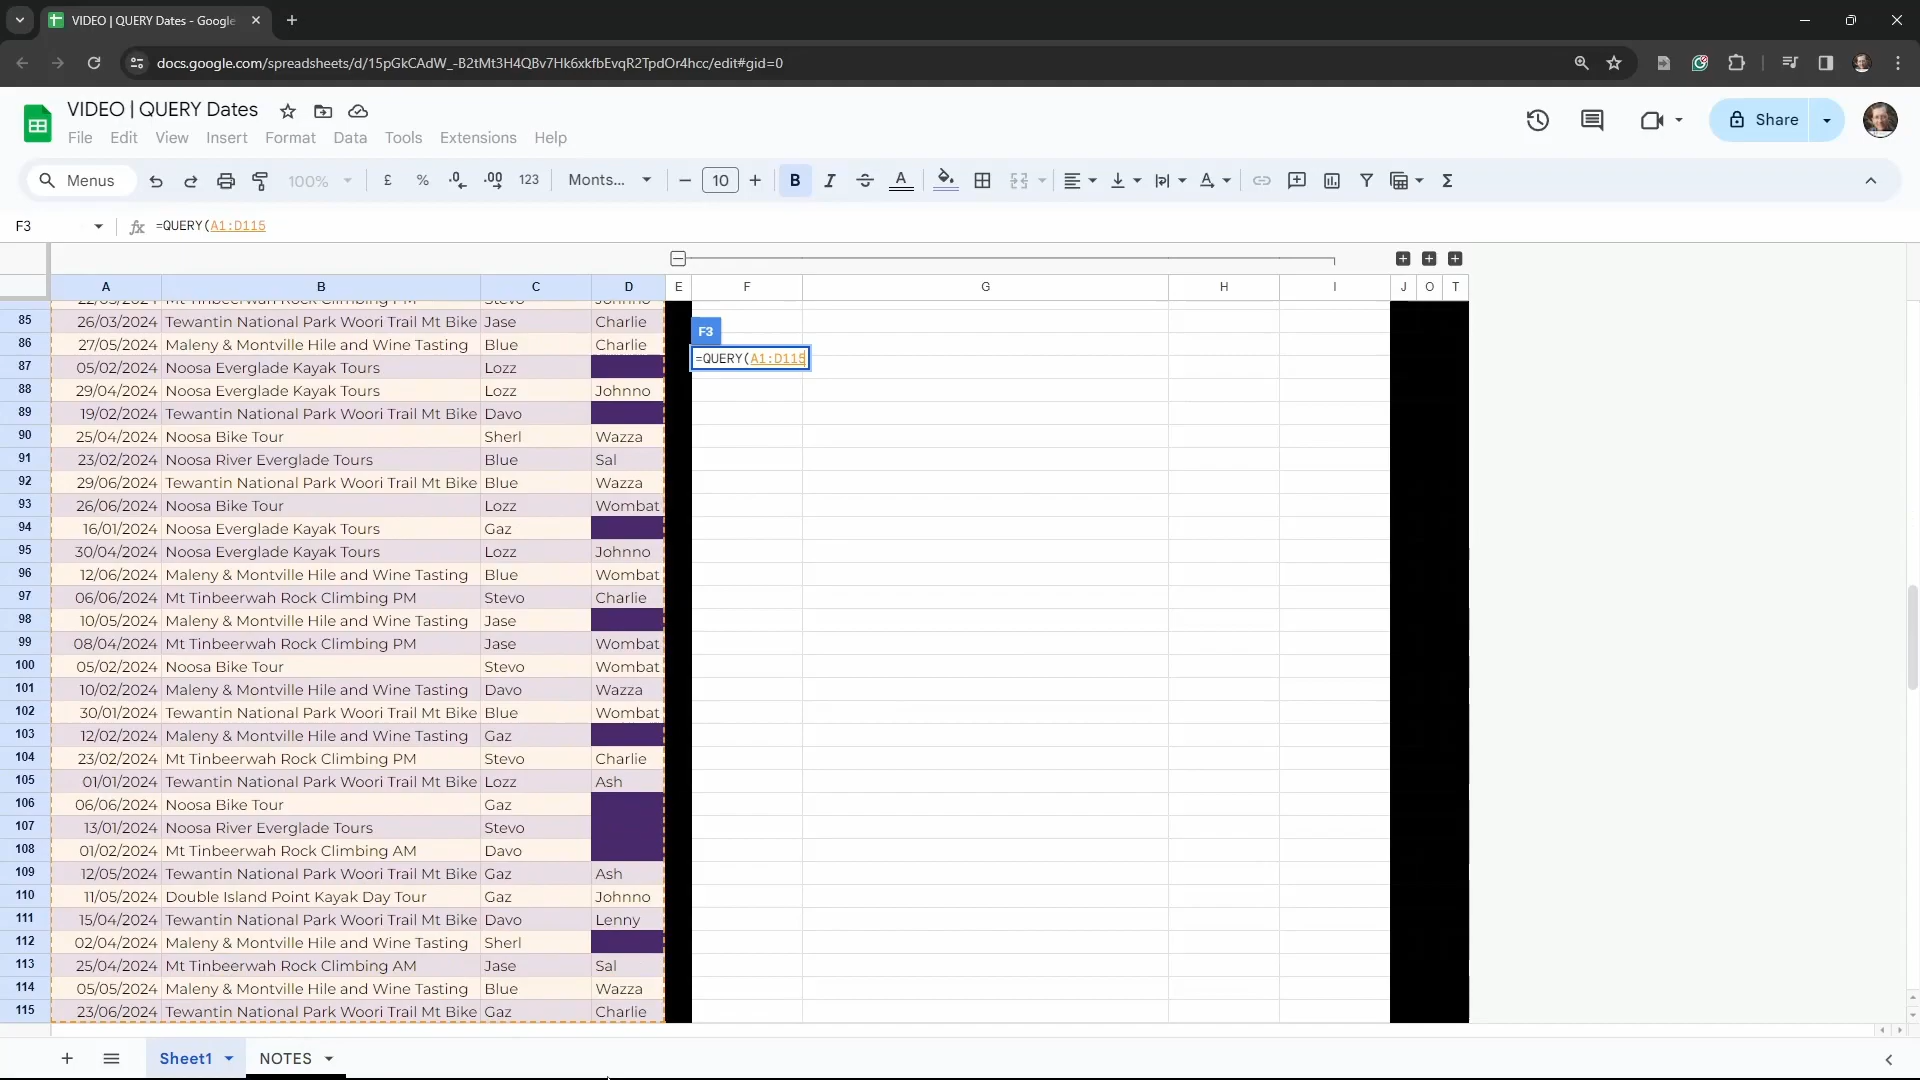 VIDEO | QUERY Dates - Google
docs.google.com/spreadsheets/d/15pGkCAdW_-B2tMt3H4QBv7Hk6xkfbEvqR2TpdOr4hcc/edit#gid=0
VIDEO | QUERY Dates
File Edit View Insert Format Data Tools Extensions Help
Share
Menus 100% £ % .0 .00 123 Monts... 10 B I S A A Σ
F3 fx =QUERY(A1:D115
A B C D E F G H I J O T
85 26/03/2024 Tewantin National Park Woori Trail Mt Bike Jase Charlie
F3
86 27/05/2024 Maleny & Montville Hile and Wine Tasting Blue Charlie
=QUERY(A1:D115
87 05/02/2024 Noosa Everglade Kayak Tours Lozz
88 29/04/2024 Noosa Everglade Kayak Tours Lozz Johnno
89 19/02/2024 Tewantin National Park Woori Trail Mt Bike Davo
90 25/04/2024 Noosa Bike Tour Sherl Wazza
91 23/02/2024 Noosa River Everglade Tours Blue Sal
92 29/06/2024 Tewantin National Park Woori Trail Mt Bike Blue Wazza
93 26/06/2024 Noosa Bike Tour Lozz Wombat
94 16/01/2024 Noosa Everglade Kayak Tours Gaz
95 30/04/2024 Noosa Everglade Kayak Tours Lozz Johnno
96 12/06/2024 Maleny & Montville Hile and Wine Tasting Blue Wombat
97 06/06/2024 Mt Tinbeerwah Rock Climbing PM Stevo Charlie
98 10/05/2024 Maleny & Montville Hile and Wine Tasting Jase
99 08/04/2024 Mt Tinbeerwah Rock Climbing PM Jase Wombat
100 05/02/2024 Noosa Bike Tour Stevo Wombat
101 10/02/2024 Maleny & Montville Hile and Wine Tasting Davo Wazza
102 30/01/2024 Tewantin National Park Woori Trail Mt Bike Blue Wombat
103 12/02/2024 Maleny & Montville Hile and Wine Tasting Gaz
104 23/02/2024 Mt Tinbeerwah Rock Climbing PM Stevo Charlie
105 01/01/2024 Tewantin National Park Woori Trail Mt Bike Lozz Ash
106 06/06/2024 Noosa Bike Tour Gaz
107 13/01/2024 Noosa River Everglade Tours Stevo
108 01/02/2024 Mt Tinbeerwah Rock Climbing AM Davo
109 12/05/2024 Tewantin National Park Woori Trail Mt Bike Gaz Ash
110 11/05/2024 Double Island Point Kayak Day Tour Gaz Johnno
111 15/04/2024 Tewantin National Park Woori Trail Mt Bike Davo Lenny
112 02/04/2024 Maleny & Montville Hile and Wine Tasting Sherl
113 25/04/2024 Mt Tinbeerwah Rock Climbing AM Jase Sal
114 05/05/2024 Maleny & Montville Hile and Wine Tasting Blue Wazza
115 23/06/2024 Tewantin National Park Woori Trail Mt Bike Gaz Charlie
Sheet1 NOTES